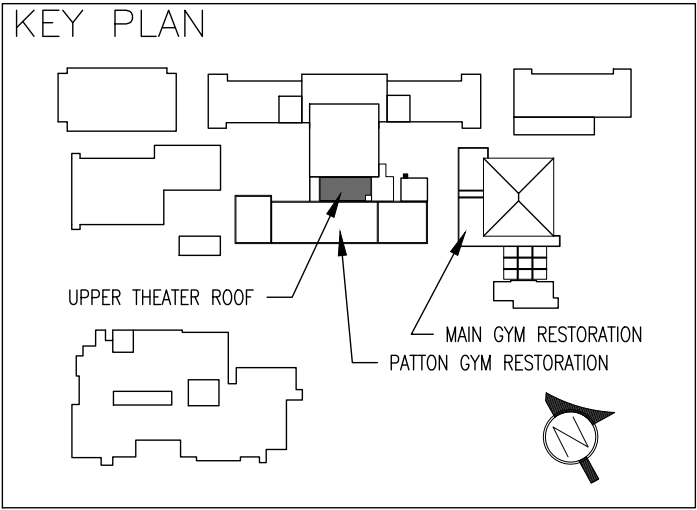 KEY PLAN
UPPER THEATER ROOF
MAIN GYM RESTORATION
PATTON GYM RESTORATION
N